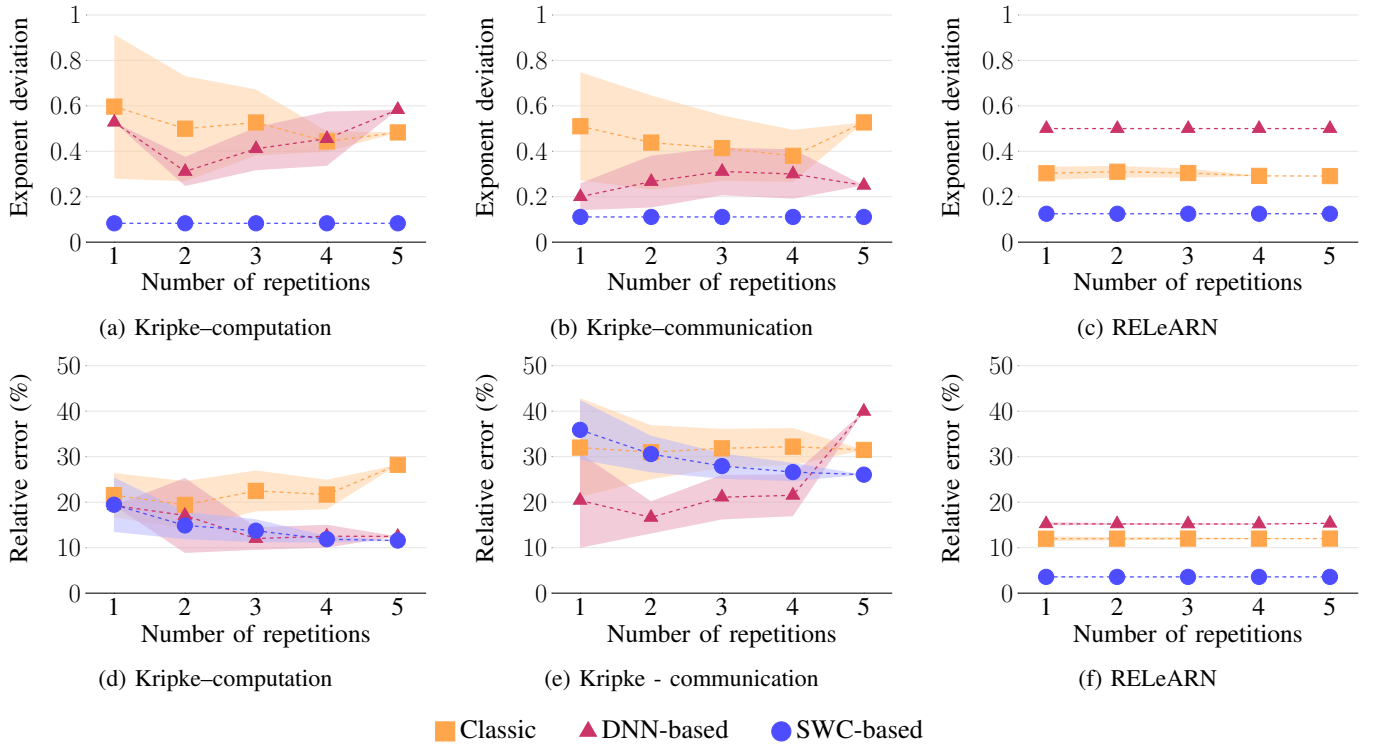 Exponent deviation
1
0.8
0.6
0.4
0.2
0
1 2 3 4 5
Number of repetitions
(a) Kripke–computation
Exponent deviation
1
0.8
0.6
0.4
0.2
0
1 2 3 4 5
Number of repetitions
(b) Kripke–communication
Exponent deviation
1
0.8
0.6
0.4
0.2
0
1 2 3 4 5
Number of repetitions
(c) RELeARN
Relative error (%)
50
40
30
20
10
0
1 2 3 4 5
Number of repetitions
(d) Kripke–computation
Relative error (%)
50
40
30
20
10
0
1 2 3 4 5
Number of repetitions
(e) Kripke - communication
Relative error (%)
50
40
30
20
10
0
1 2 3 4 5
Number of repetitions
(f) RELeARN
Classic DNN-based SWC-based